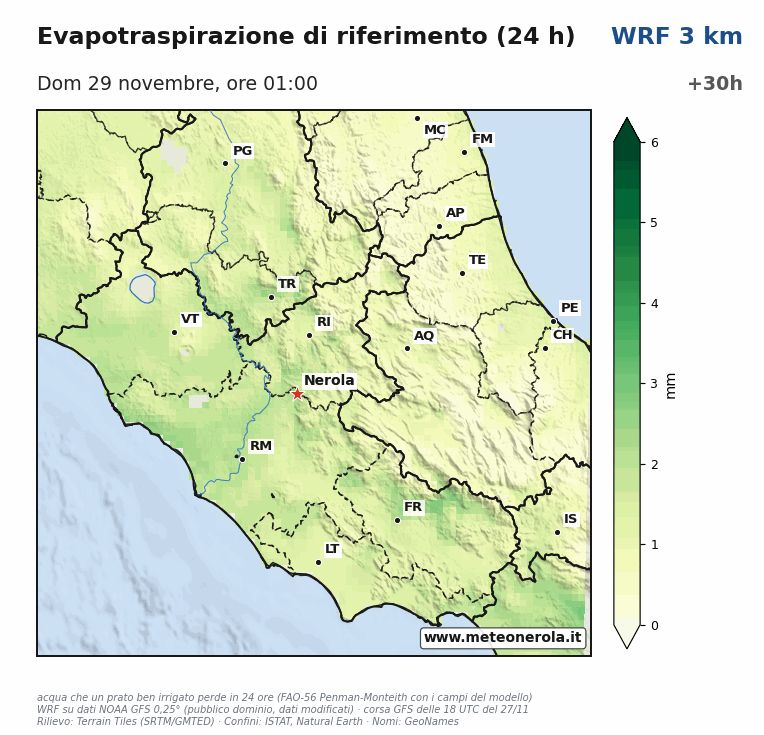 Evapotraspirazione di riferimento (24 h) WRF 3 km
Dom 29 novembre, ore 01:00 +30h
MC
FM
PG
AP
TE
TR
PE
VT
RI
AQ
CH
Nerola
RM
FR
IS
LT
www.meteonerola.it
6
5
4
3
2
1
0
mm
acqua che un prato ben irrigato perde in 24 ore (FAO-56 Penman-Monteith con i campi del modello)
WRF su dati NOAA GFS 0,25° (pubblico dominio, dati modificati) · corsa GFS delle 18 UTC del 27/11
Rilievo: Terrain Tiles (SRTM/GMTED) · Confini: ISTAT, Natural Earth · Nomi: GeoNames